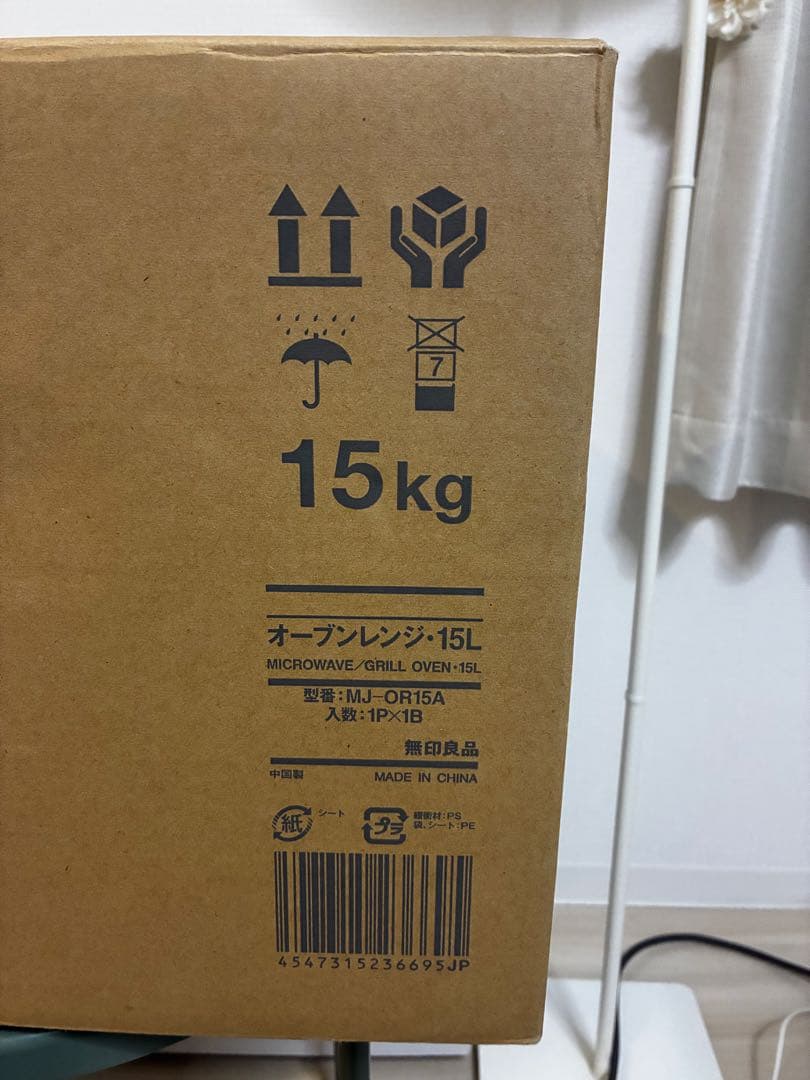 7
15kg
オーブンレンジ・15L
MICROWAVE/GRILL OVEN・15L
型番:MJ-OR15A
入数:1P×1B
無印良品
中国製 MADE IN CHINA
紙 シート プラ 緩衝材:PS
袋、シート:PE
4547315236695JP